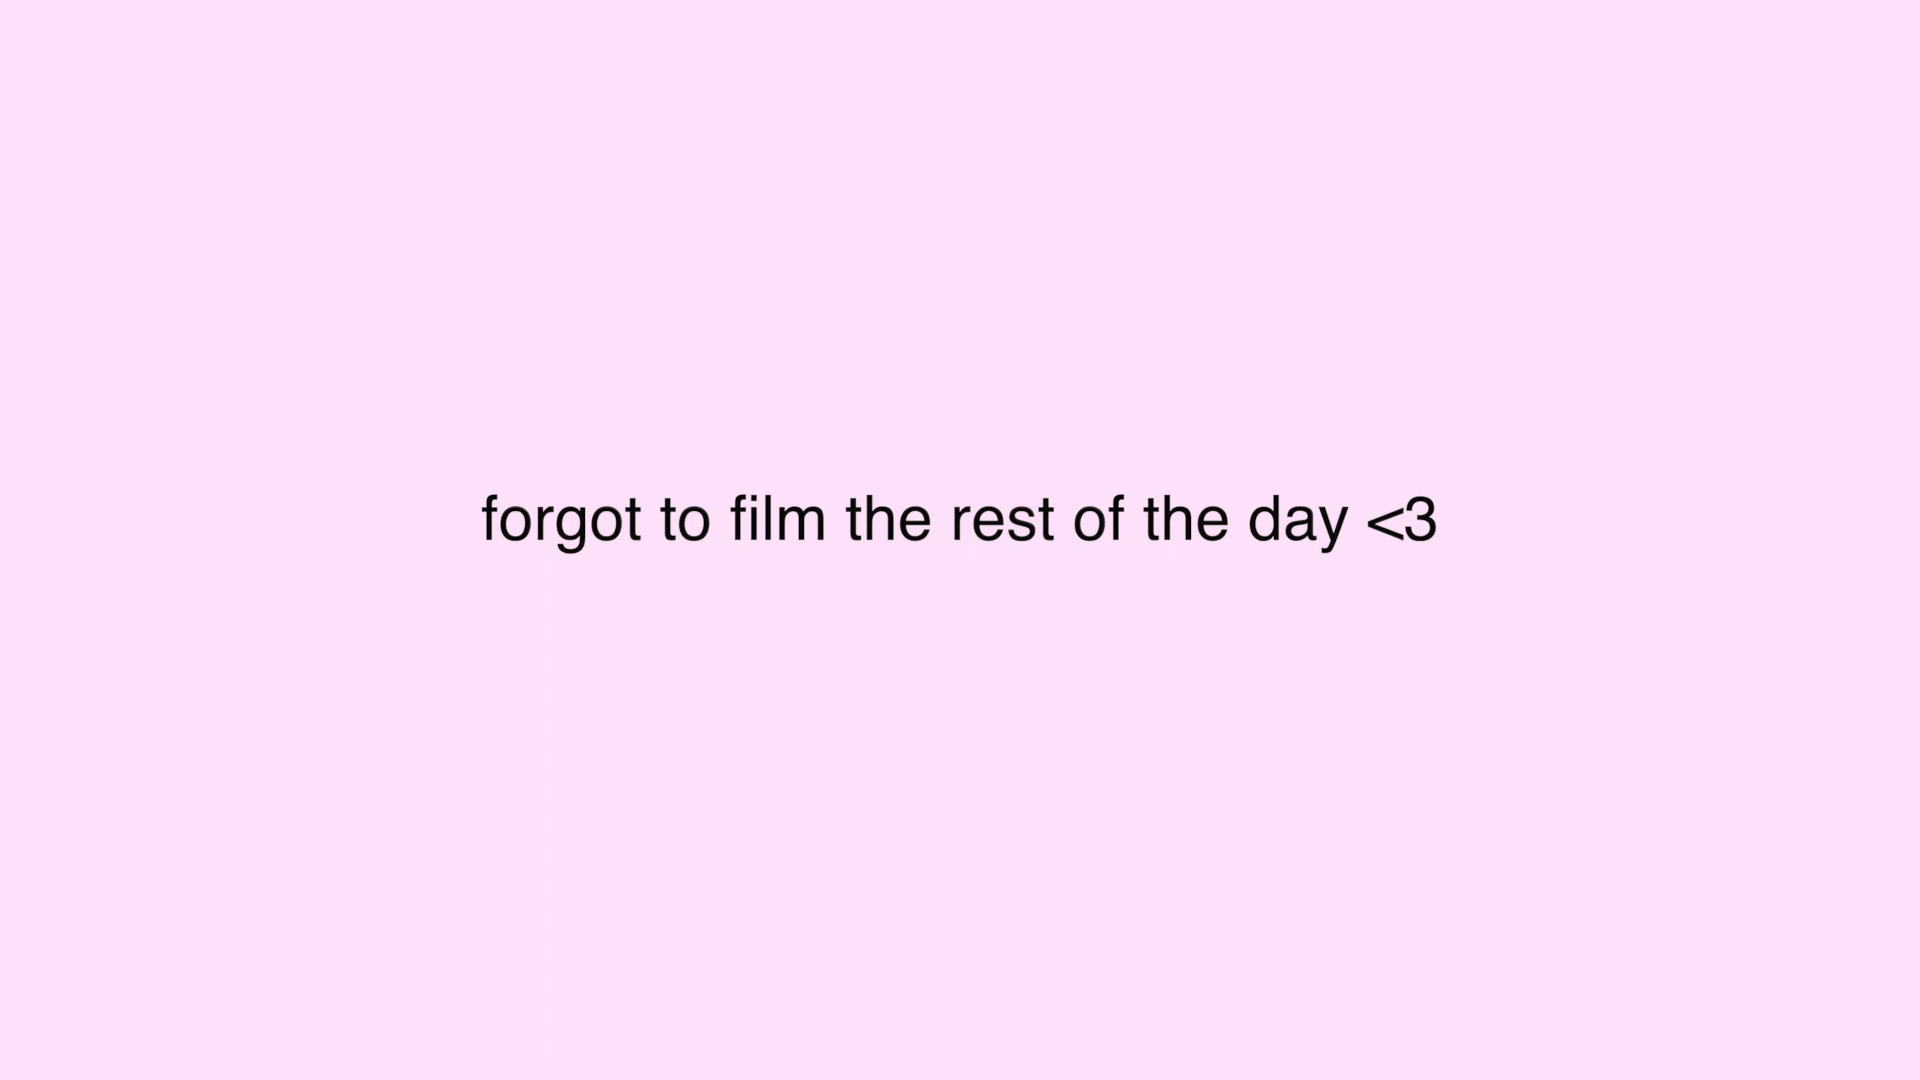 forgot to film the rest of the day <3